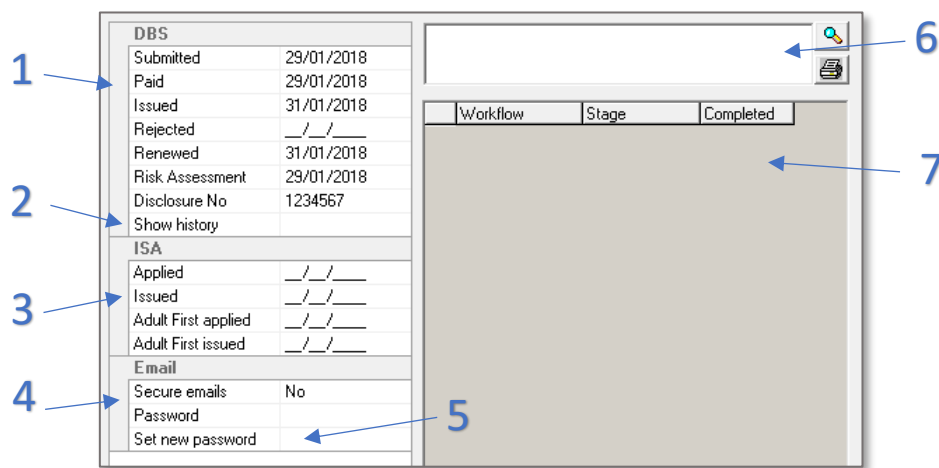 DBS
Submitted 29/01/2018
Paid 29/01/2018
Issued 31/01/2018
Rejected __/__/____
Renewed 31/01/2018
Risk Assessment 29/01/2018
Disclosure No 1234567
Show history
ISA
Applied __/__/____
Issued __/__/____
Adult First applied __/__/____
Adult First issued __/__/____
Email
Secure emails No
Password
Set new password
Workflow Stage Completed
1
2
3
4
5
6
7